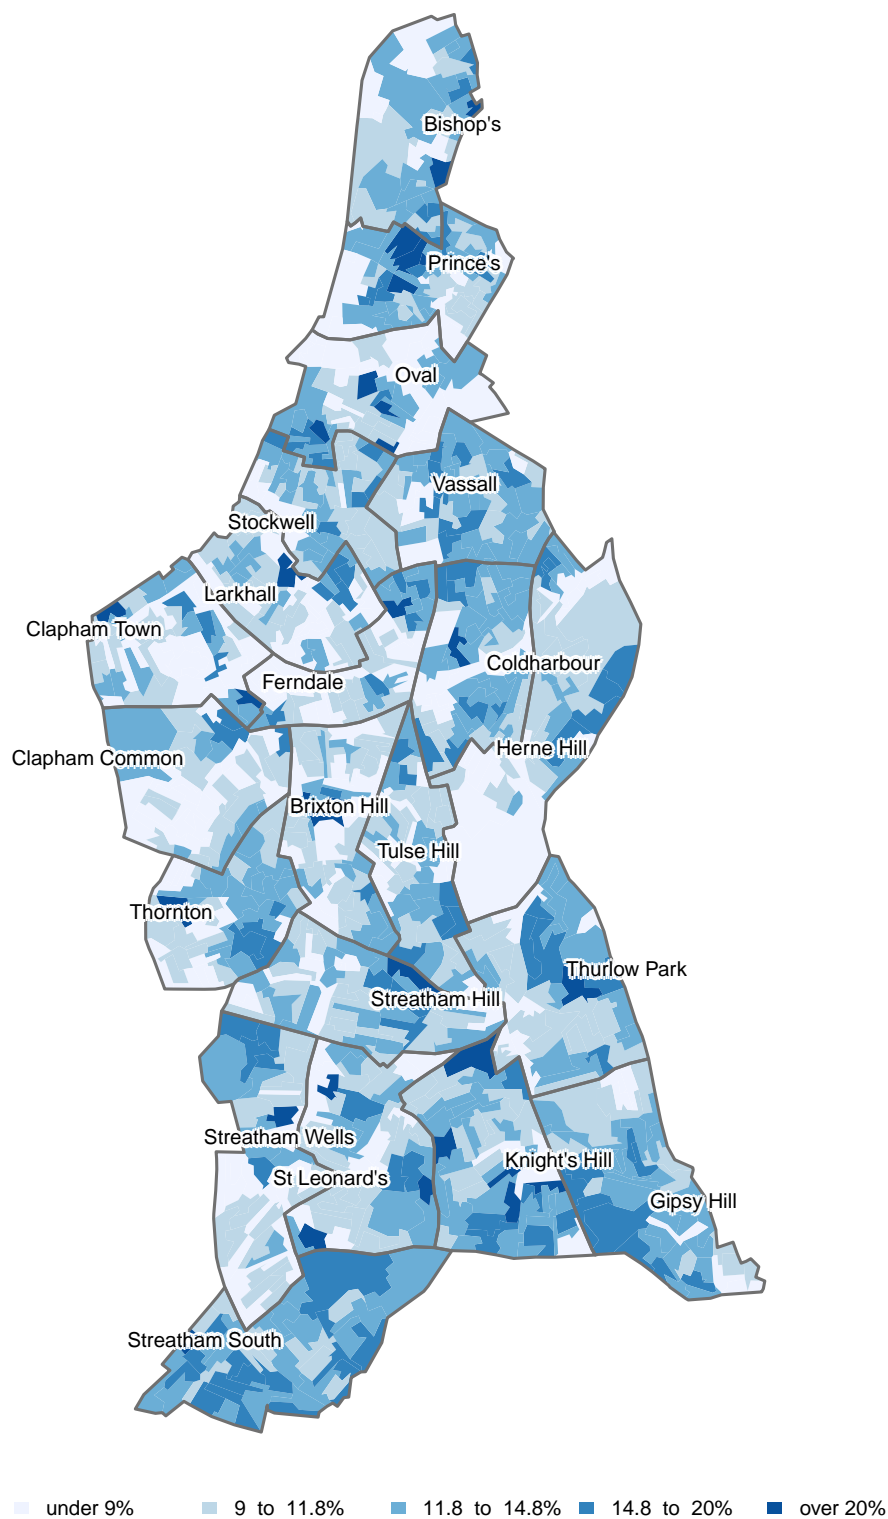 Bishop's
Prince's
Oval
Vassall
Stockwell
Larkhall
Clapham Town
Coldharbour
Ferndale
Herne Hill
Clapham Common
Brixton Hill
Tulse Hill
Thornton
Thurlow Park
Streatham Hill
Streatham Wells
Knight's Hill
St Leonard's
Gipsy Hill
Streatham South
under 9% 9 to 11.8% 11.8 to 14.8% 14.8 to 20% over 20%